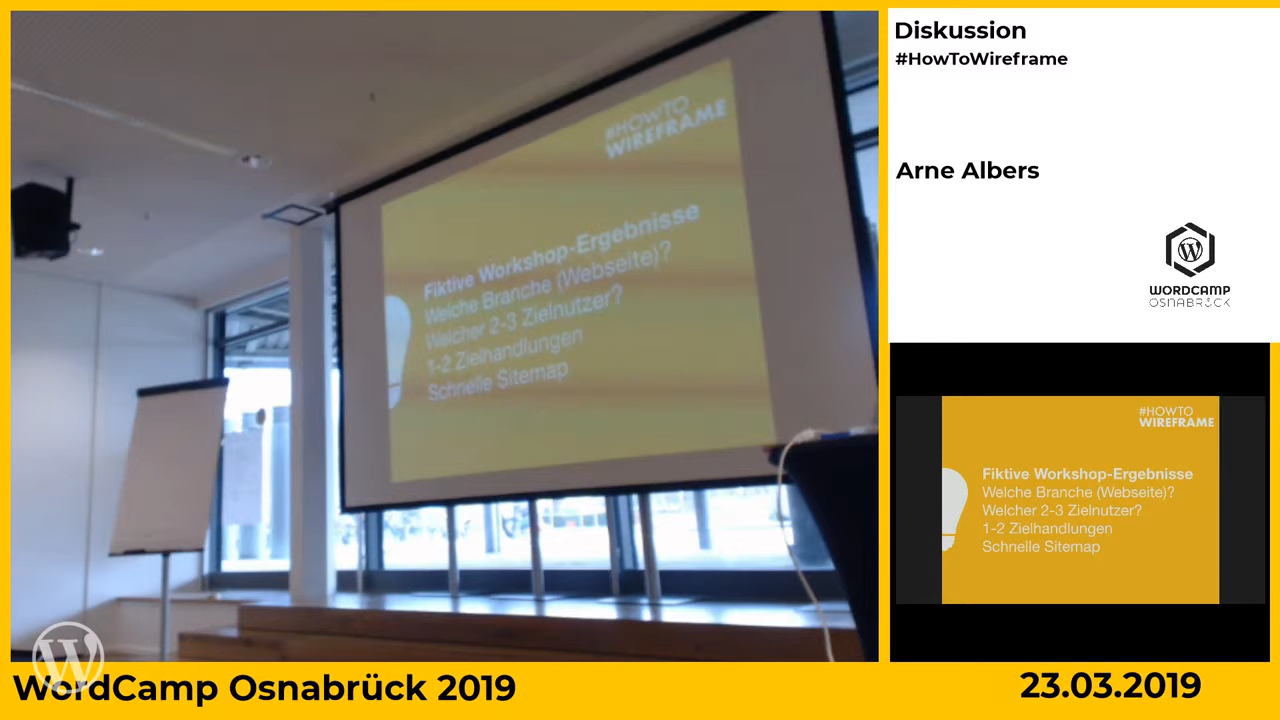 #HOWTO
WIREFRAME
Fiktive Workshop-Ergebnisse
Welche Branche (Webseite)?
Welcher 2-3 Zielnutzer?
1-2 Zielhandlungen
Schnelle Sitemap
Diskussion
#HowToWireframe
Arne Albers
WORDCAMP
OSNABRÜCK
#HOWTO
WIREFRAME
Fiktive Workshop-Ergebnisse
Welche Branche (Webseite)?
Welcher 2-3 Zielnutzer?
1-2 Zielhandlungen
Schnelle Sitemap
WordCamp Osnabrück 2019
23.03.2019